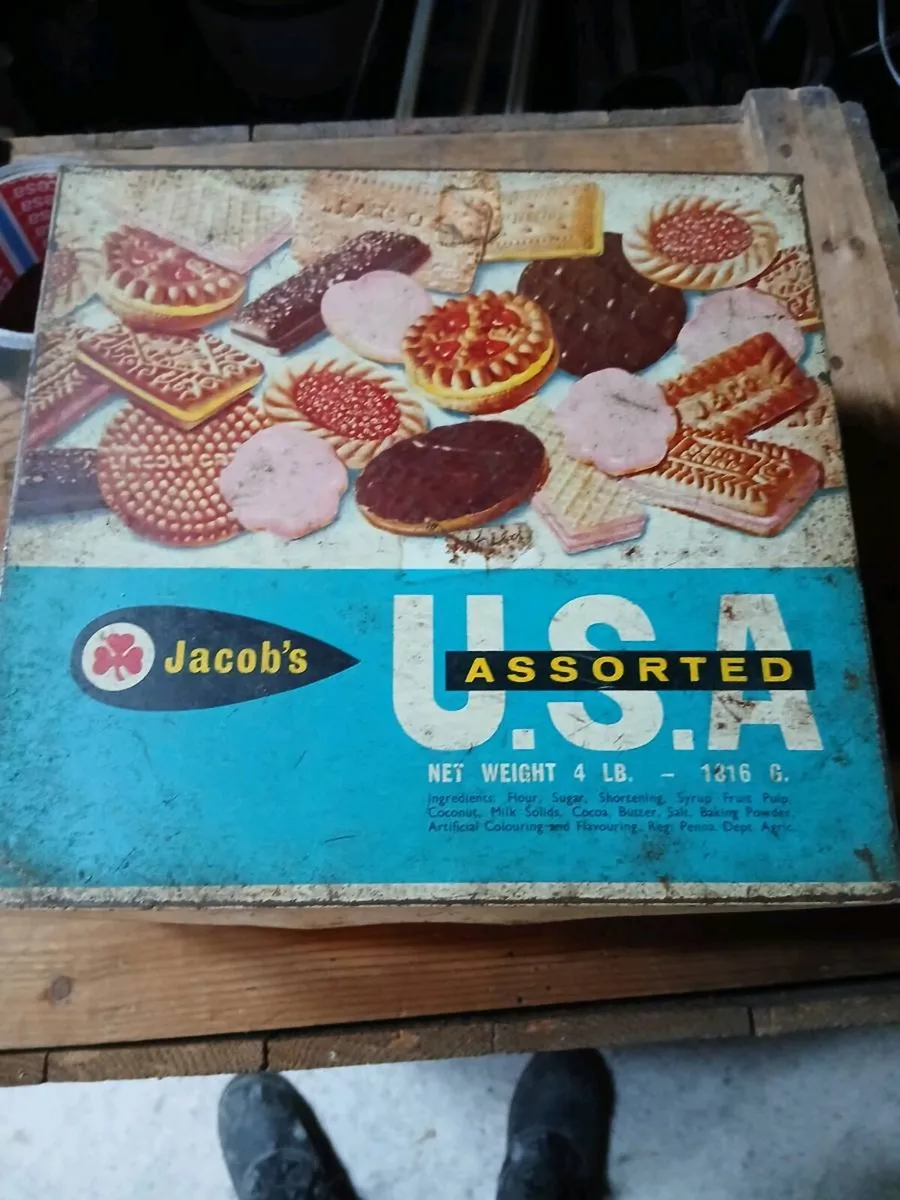 Jacob's
U.S.A
ASSORTED
NET WEIGHT 4 LB. – 1816 G.
Ingredients: Flour, Sugar, Shortening, Syrup Fruit Pulp,
Coconut, Milk Solids, Cocoa, Butter, Salt, Baking Powder,
Artificial Colouring and Flavouring. Reg: Penna. Dept. Agric.